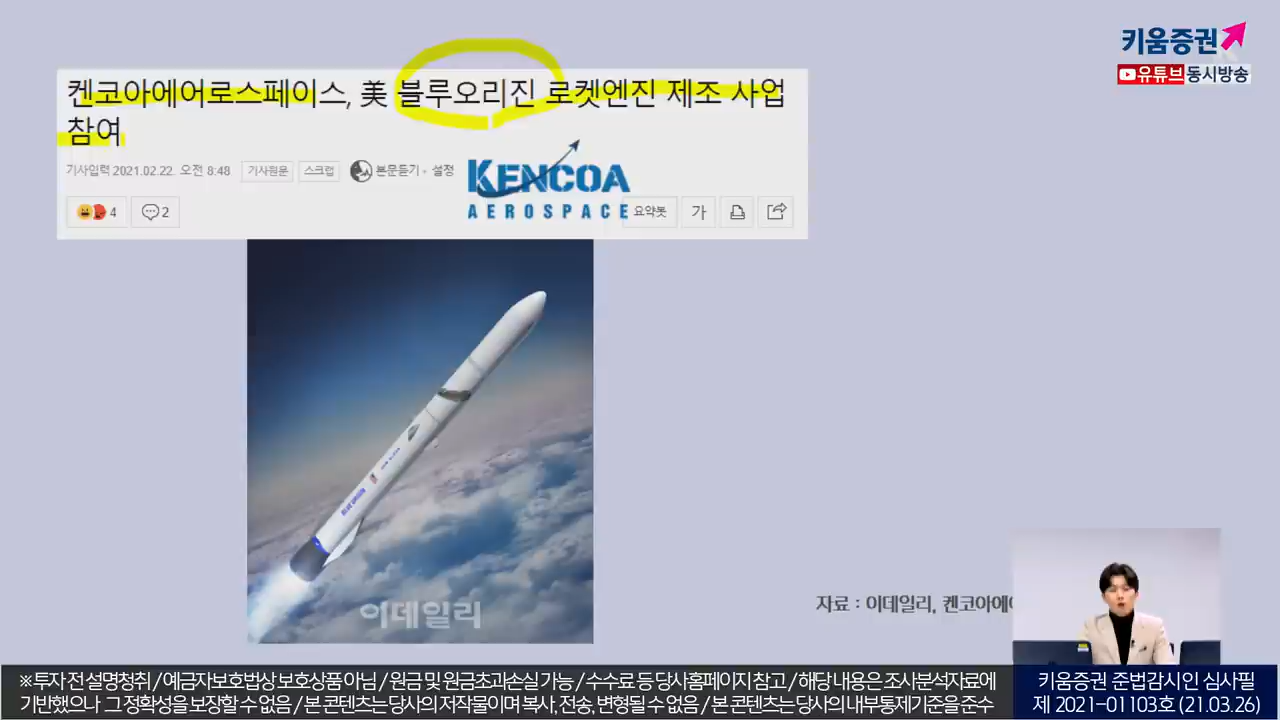 키움증권
유튜브동시방송
켄코아에어로스페이스, 美 블루오리진 로켓엔진 제조 사업
참여
기사입력 2021.02.22. 오전 8:48 기사원문 스크랩 본문듣기 · 설정
KENCOA
AEROSPACE
4 2 요약봇 가
BLUE ORIGIN
이데일리
자료 : 이데일리, 켄코아에어
※ 투자 전 설명청취 / 예금자보호법상 보호상품 아님 / 원금 및 원금초과손실 가능 / 수수료 등 당사홈페이지 참고 / 해당 내용은 조사분석자료에
기반했으나 그 정확성을 보장할 수 없음 / 본 콘텐츠는 당사의 저작물이며 복사, 전송, 변형될 수 없음 / 본 콘텐츠는 당사의 내부통제기준을 준수
키움증권 준법감시인 심사필
제 2021-01103호 (21.03.26)